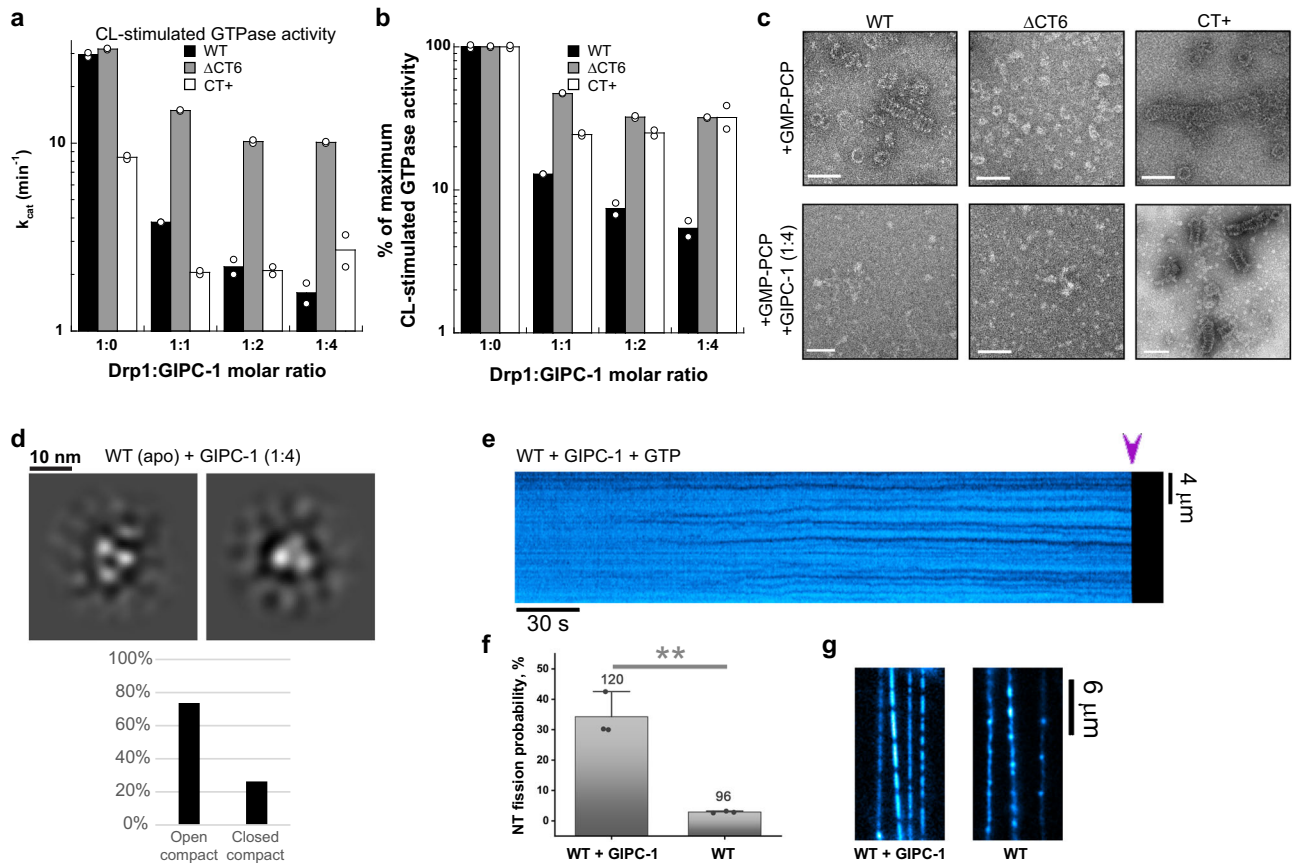 a
CL-stimulated GTPase activity
WT
ΔCT6
CT+
10
1
k_cat (min⁻¹)
1:0 1:1 1:2 1:4
Drp1:GIPC-1 molar ratio
b
WT
ΔCT6
CT+
100
10
1
% of maximum
CL-stimulated GTPase activity
1:0 1:1 1:2 1:4
Drp1:GIPC-1 molar ratio
c
WT ΔCT6 CT+
+GMP-PCP
+GMP-PCP
+GIPC-1 (1:4)
d
10 nm
WT (apo) + GIPC-1 (1:4)
100%
80%
60%
40%
20%
0%
Open
compact
Closed
compact
e
WT + GIPC-1 + GTP
4 μm
30 s
f
NT fission probability, %
50
40
30
20
10
0
**
120
96
WT + GIPC-1 WT
g
6 μm
WT + GIPC-1 WT